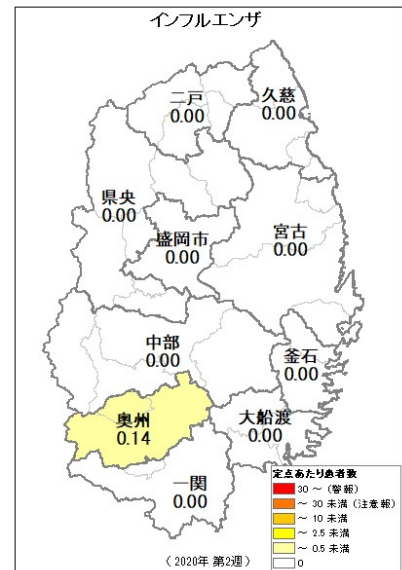 インフルエンザ
二戸
0.00
久慈
0.00
県央
0.00
盛岡市
0.00
宮古
0.00
中部
0.00
釜石
0.00
奥州
0.14
大船渡
0.00
一関
0.00
定点あたり患者数
30 ～ (警報)
～ 30 未満 (注意報)
～ 10 未満
～ 2.5 未満
～ 0.5 未満
0
(2020年 第2週)